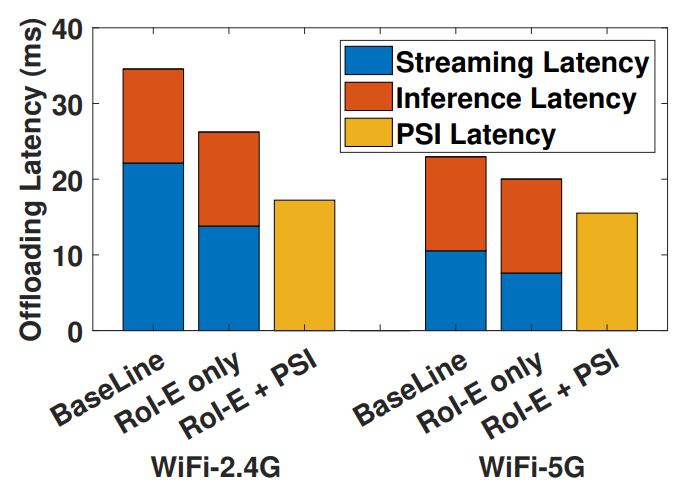 Offloading Latency (ms)
40
30
20
10
0
Streaming Latency
Inference Latency
PSI Latency
BaseLine
RoI-E only
RoI-E + PSI
BaseLine
RoI-E only
RoI-E + PSI
WiFi-2.4G
WiFi-5G